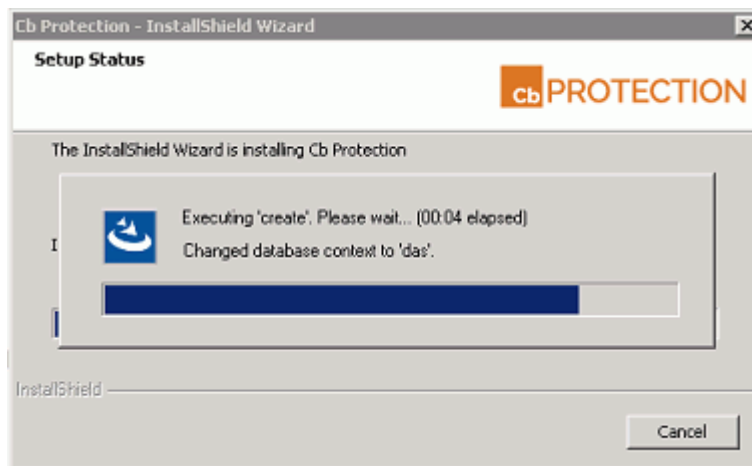 Cb Protection - InstallShield Wizard
Setup Status
Cb PROTECTION
The InstallShield Wizard is installing Cb Protection
Executing 'create'. Please wait... (00:04 elapsed)
I
Changed database context to 'das'.
InstallShield
Cancel